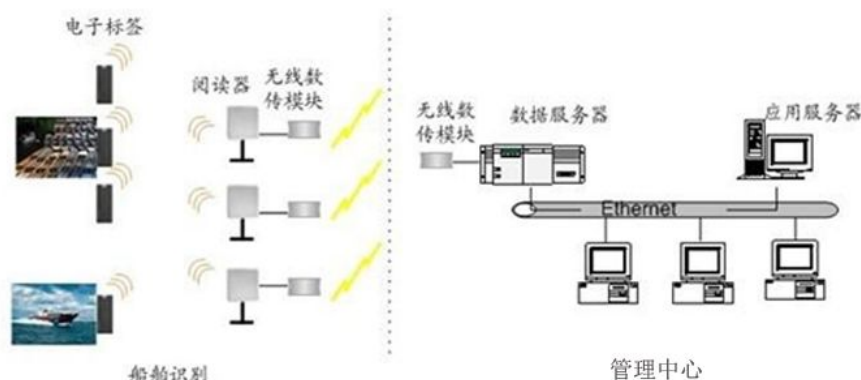 电子标签
阅读器
无线数
传模块
船舶识别
无线数
传模块
数据服务器
应用服务器
Ethernet
管理中心